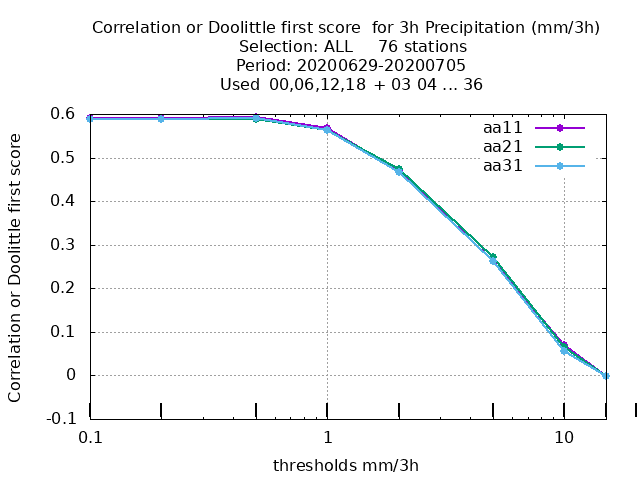 Correlation or Doolittle first score for 3h Precipitation (mm/3h)
Selection: ALL 76 stations
Period: 20200629-20200705
Used 00,06,12,18 + 03 04 ... 36
Correlation or Doolittle first score
0.6
0.5
0.4
0.3
0.2
0.1
0
-0.1
aa11
aa21
aa31
0.1
1
10
thresholds mm/3h